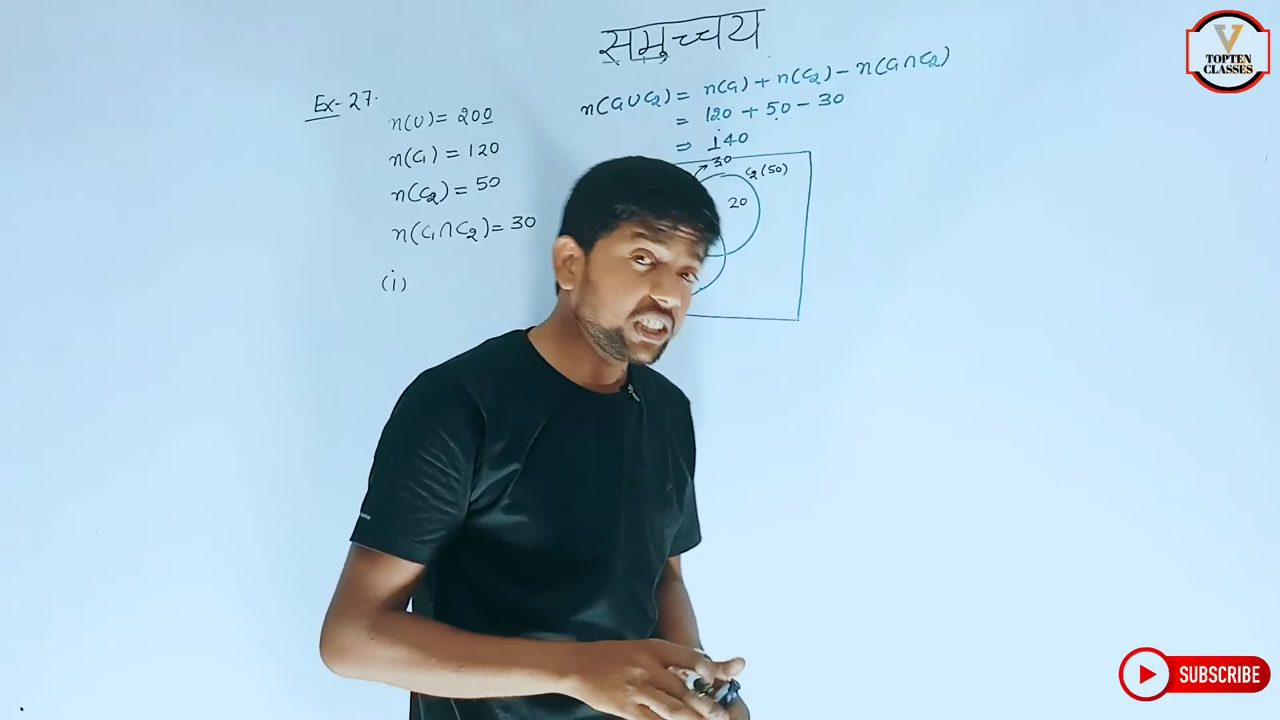 समुच्चय
Ex- 27.
n(U) = 200
n(C₁) = 120
n(C₂) = 50
n(C₁∩C₂) = 30
(i)
n(C₁∪C₂) = n(C₁) + n(C₂) - n(C₁∩C₂)
= 120 + 50 - 30
⇒ 140
→ 30
C₂(50)
20
V
TOPTEN
CLASSES
SUBSCRIBE